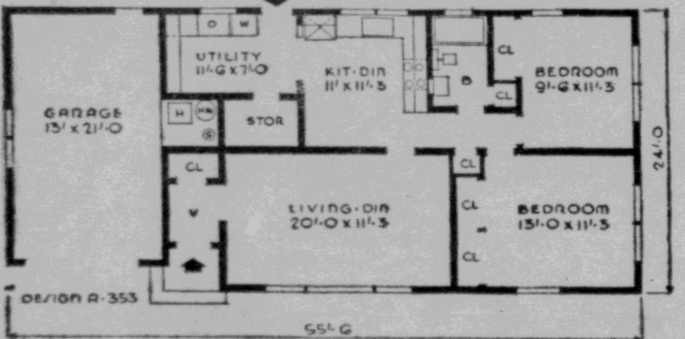 GARAGE
13' x 21'-0
UTILITY
11'-6 x 7'-0
D
W
KIT-DIN
11' x 11'-3
B
CL
CL
BEDROOM
9'-6 x 11'-3
H
HW
S
STOR
CL
V
LIVING-DIN
20'-0 x 11'-3
CL
CL
CL
BEDROOM
13'-0 x 11'-3
24'-0
DESIGN A-353
55'-6